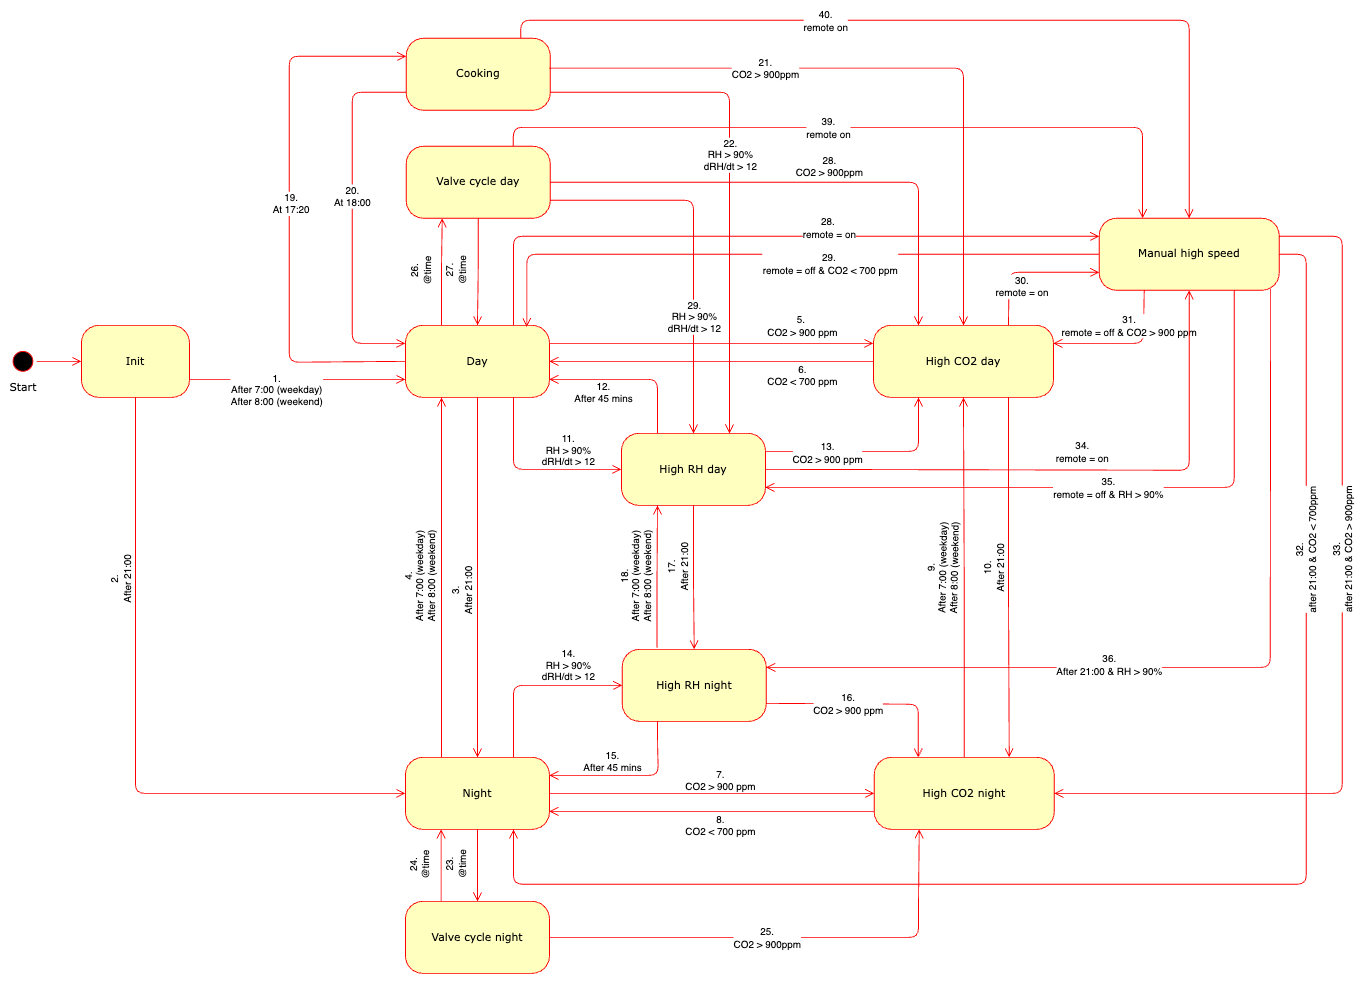 40.
remote on
Cooking
21.
CO2 > 900ppm
39.
remote on
22.
RH > 90%
dRH/dt > 12
28.
CO2 > 900ppm
Valve cycle day
19.
At 17:20
20.
At 18:00
28.
remote = on
29.
remote = off & CO2 < 700 ppm
Manual high speed
26.
@time
27.
@time
30.
remote = on
29.
RH > 90%
dRH/dt > 12
5.
CO2 > 900 ppm
31.
remote = off & CO2 > 900 ppm
Start
Init
Day
High CO2 day
6.
CO2 < 700 ppm
1.
After 7:00 (weekday)
After 8:00 (weekend)
12.
After 45 mins
11.
RH > 90%
dRH/dt > 12
High RH day
13.
CO2 > 900 ppm
34.
remote = on
35.
remote = off & RH > 90%
2.
After 21:00
4.
After 7:00 (weekday)
After 8:00 (weekend)
3.
After 21:00
18.
After 7:00 (weekday)
After 8:00 (weekend)
17.
After 21:00
9.
After 7:00 (weekday)
After 8:00 (weekend)
10.
After 21:00
32.
after 21:00 & CO2 < 700ppm
33.
after 21:00 & CO2 > 900ppm
14.
RH > 90%
dRH/dt > 12
High RH night
36.
After 21:00 & RH > 90%
16.
CO2 > 900 ppm
15.
After 45 mins
Night
7.
CO2 > 900 ppm
High CO2 night
8.
CO2 < 700 ppm
24.
@time
23.
@time
Valve cycle night
25.
CO2 > 900ppm